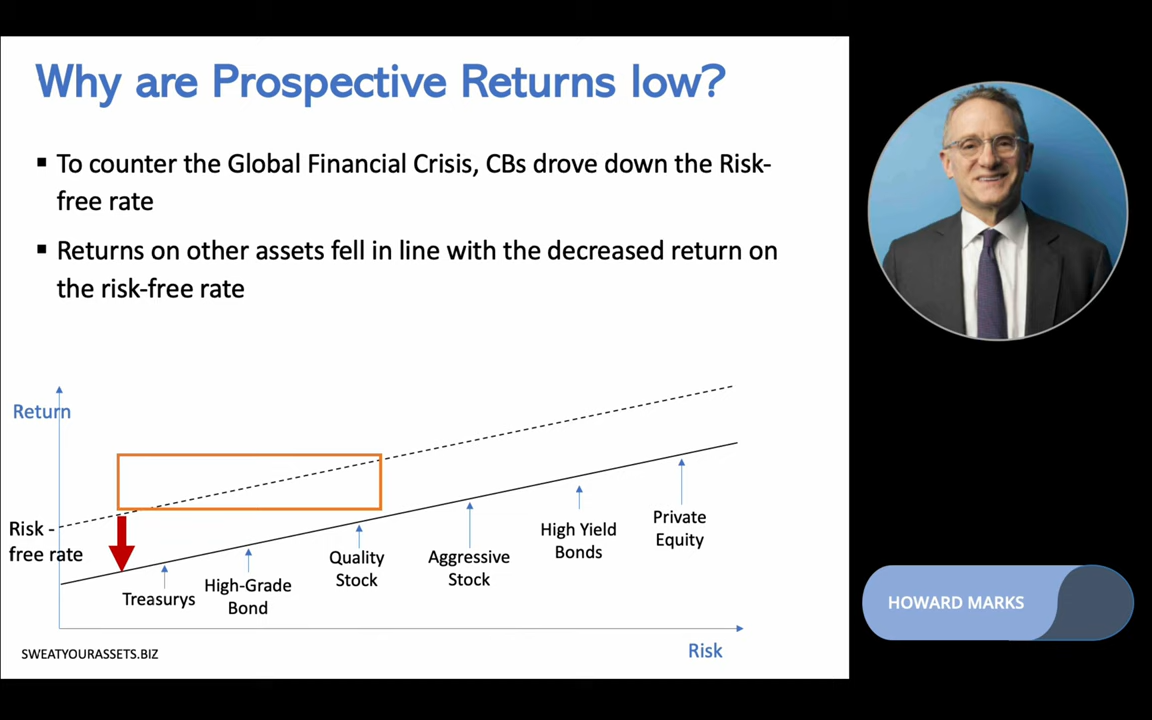 Why are Prospective Returns low?
▪ To counter the Global Financial Crisis, CBs drove down the Risk-
free rate
▪ Returns on other assets fell in line with the decreased return on
the risk-free rate
Return
Risk -
free rate
Treasurys
High-Grade
Bond
Quality
Stock
Aggressive
Stock
High Yield
Bonds
Private
Equity
Risk
SWEATYOURASSETS.BIZ
HOWARD MARKS